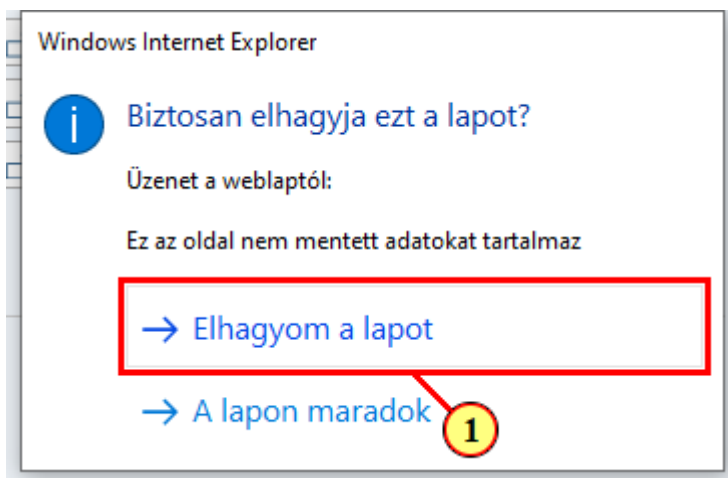 Windows Internet Explorer
Biztosan elhagyja ezt a lapot?
Üzenet a weblaptól:
Ez az oldal nem mentett adatokat tartalmaz
→ Elhagyom a lapot
→ A lapon maradok
1